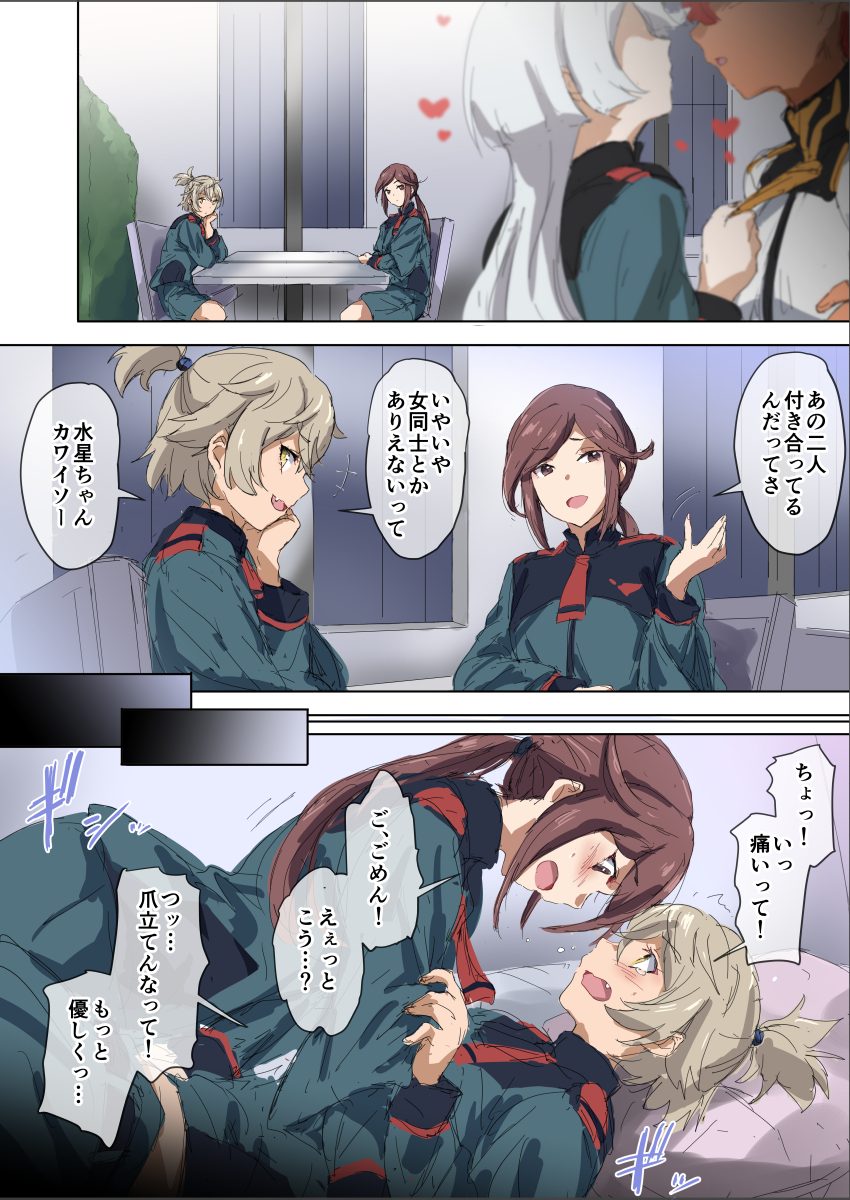 あの二人
付き合ってる
んだってさ
いやいや
女同士とか
ありえないって
水星ちゃん
カワイソー
ちょっ!
いっ
痛いって!
ご、ごめん!
えぇっと
こう…?
つッ…
爪立てんなって!
もっと
優しくっ…
ギシッ
ギシッ